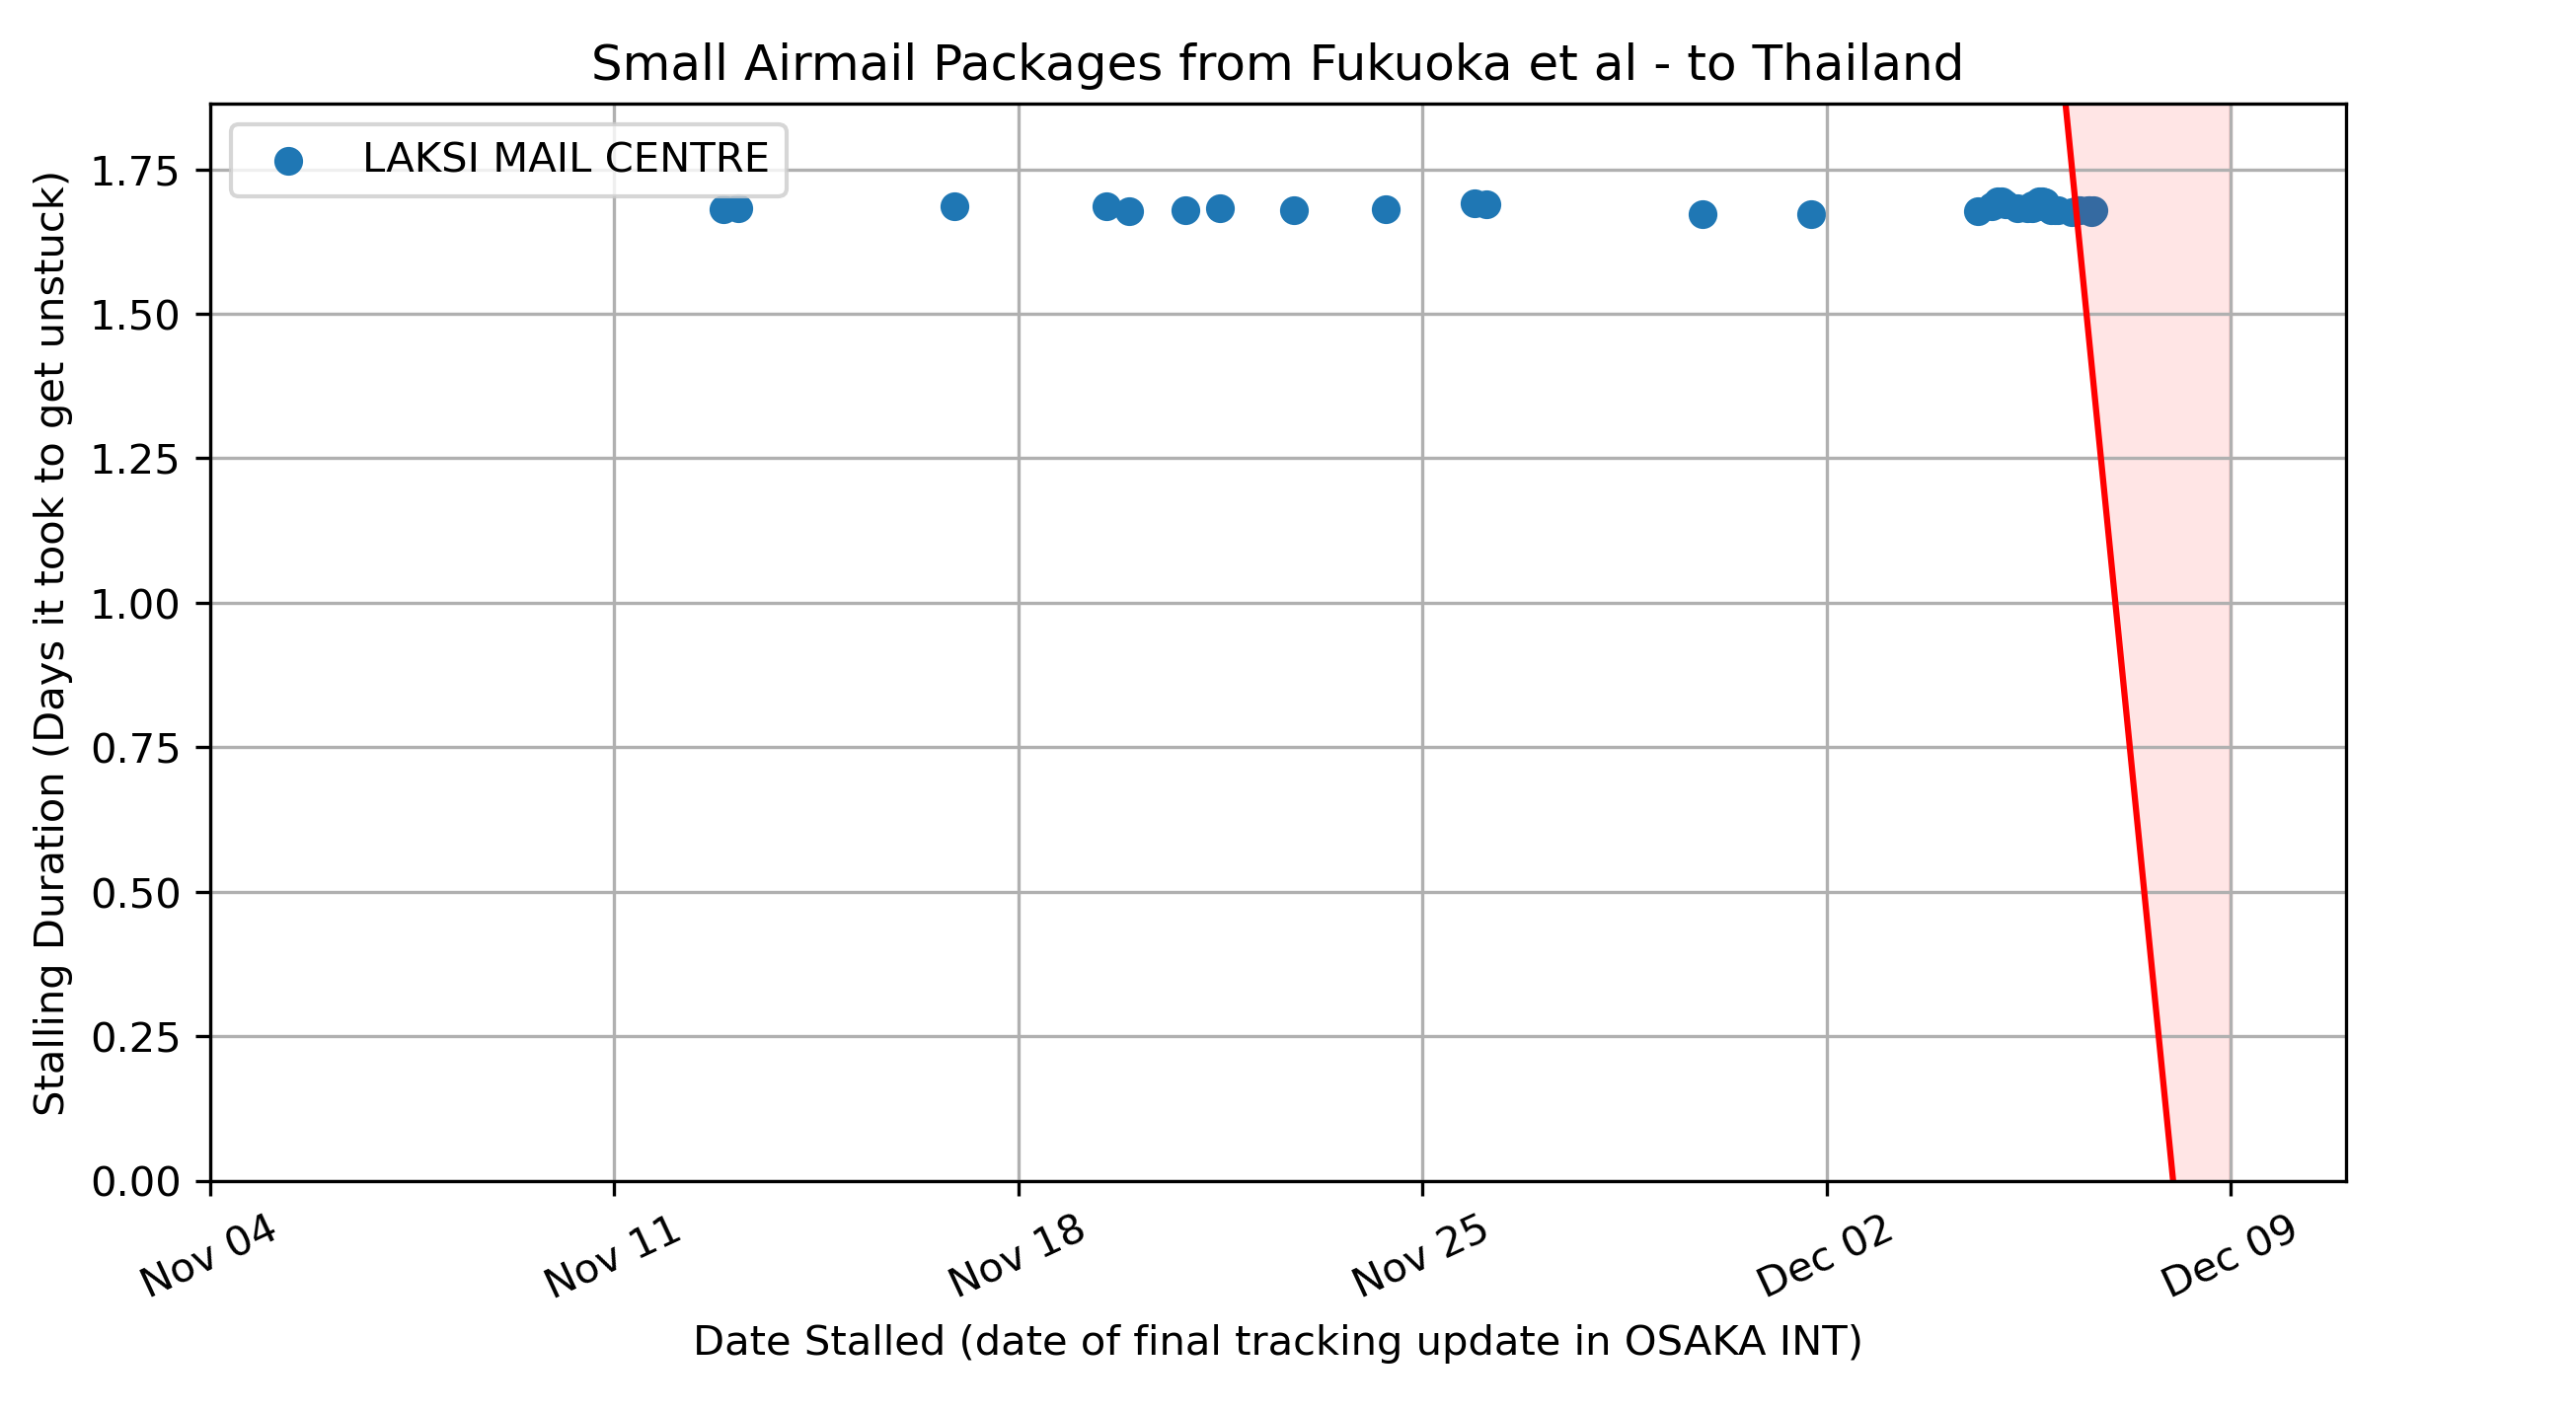 Small Airmail Packages from Fukuoka et al - to Thailand
LAKSI MAIL CENTRE
Stalling Duration (Days it took to get unstuck)
1.75
1.50
1.25
1.00
0.75
0.50
0.25
0.00
Nov 04
Nov 11
Nov 18
Nov 25
Dec 02
Dec 09
Date Stalled (date of final tracking update in OSAKA INT)